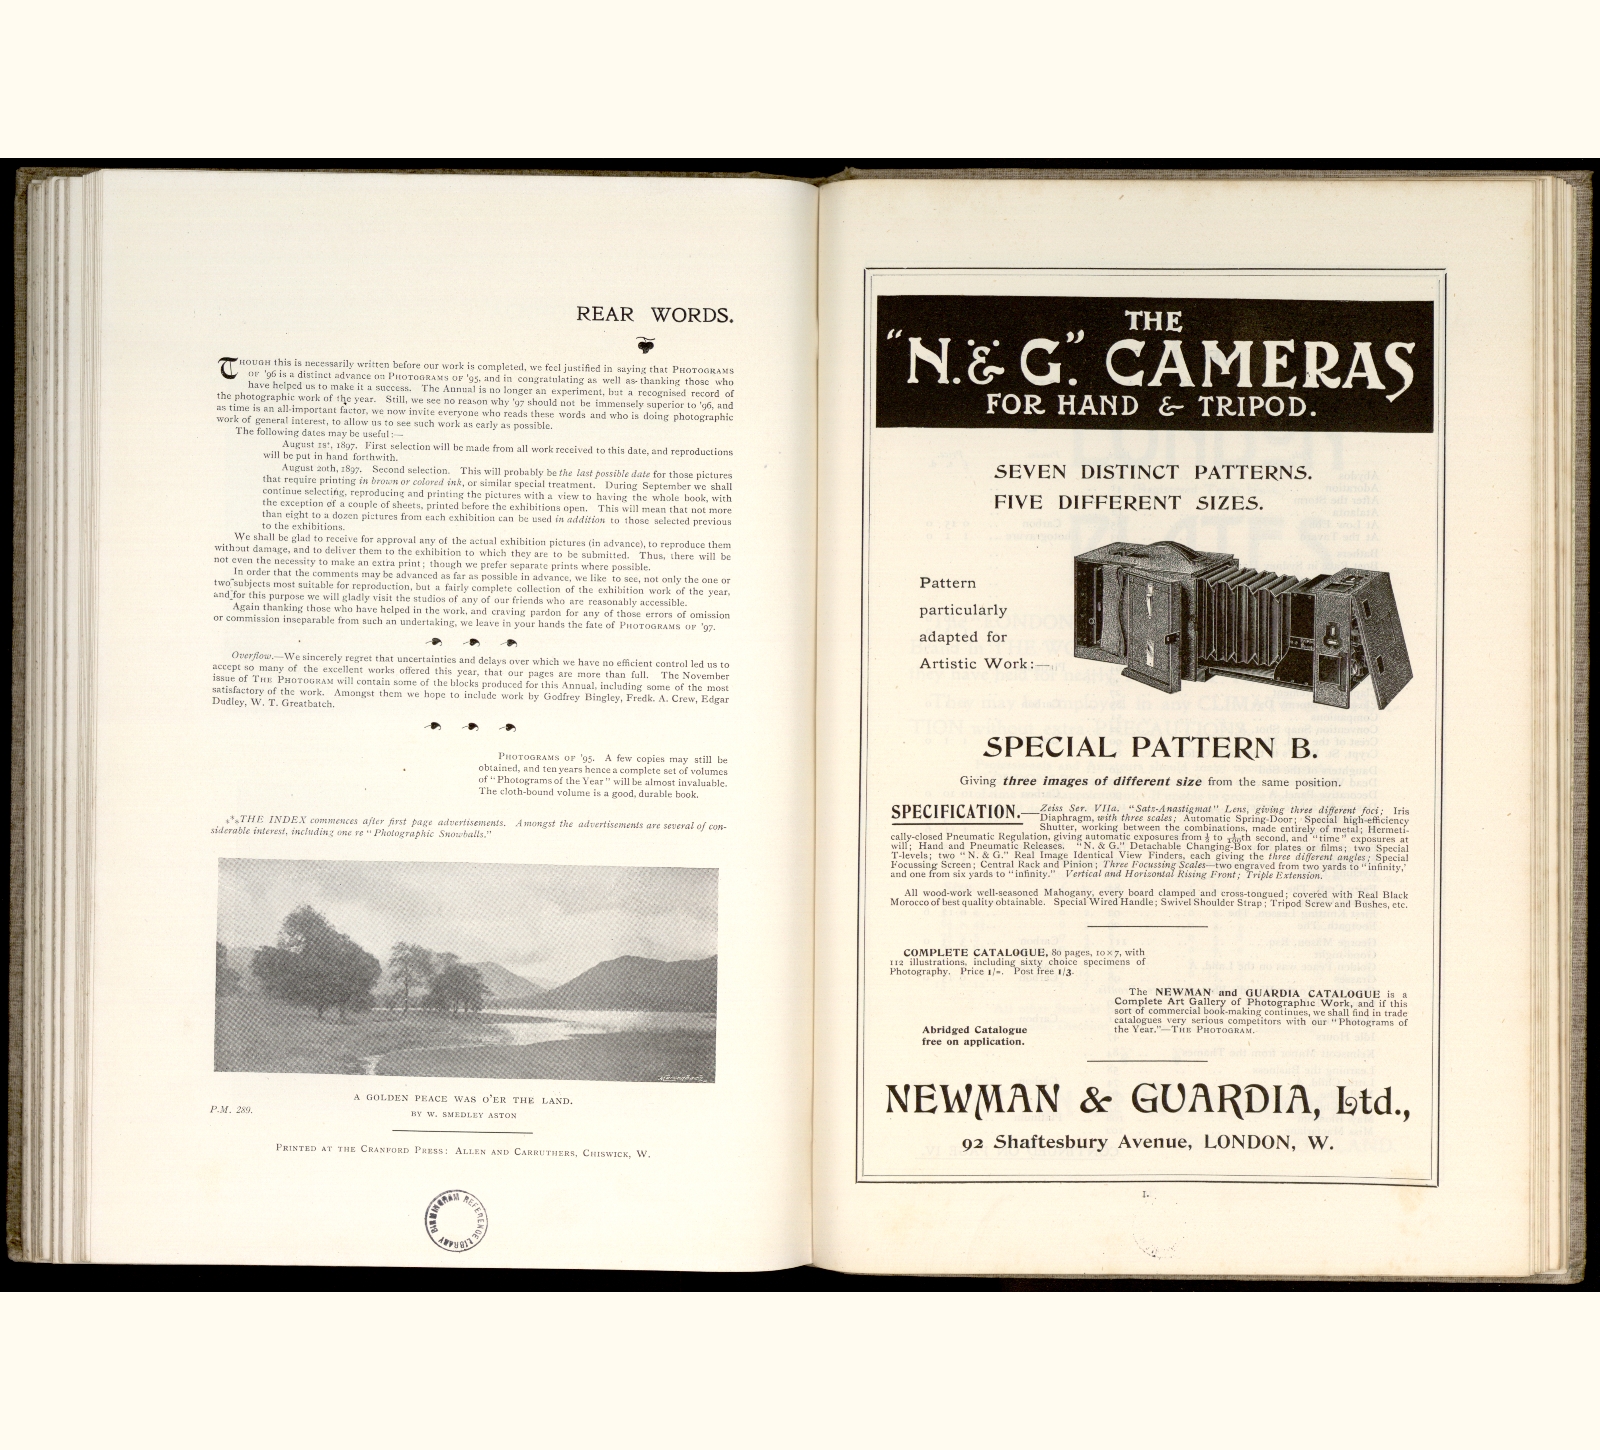 REAR WORDS.
THOUGH this is necessarily written before our work is completed, we feel justified in saying that PHOTOGRAMS
OF '96 is a distinct advance on PHOTOGRAMS OF '95, and in congratulating as well as thanking those who
have helped us to make it a success. The Annual is no longer an experiment, but a recognised record of
the photographic work of the year. Still, we see no reason why '97 should not be immensely superior to '96, and
as time is an all-important factor, we now invite everyone who reads these words and who is doing photographic
work of general interest, to allow us to see such work as early as possible.
The following dates may be useful:—
August 1st, 1897. First selection will be made from all work received to this date, and reproductions
will be put in hand forthwith.
August 20th, 1897. Second selection. This will probably be the last possible date for those pictures
that require printing in brown or colored ink, or similar special treatment. During September we shall
continue selecting, reproducing and printing the pictures with a view to having the whole book, with
the exception of a couple of sheets, printed before the exhibitions open. This will mean that not more
than eight to a dozen pictures from each exhibition can be used in addition to those selected previous
to the exhibitions.
We shall be glad to receive for approval any of the actual exhibition pictures (in advance), to reproduce them
without damage, and to deliver them to the exhibition to which they are to be submitted. Thus, there will be
not even the necessity to make an extra print; though we prefer separate prints where possible.
In order that the comments may be advanced as far as possible in advance, we like to see, not only the one or
two subjects most suitable for reproduction, but a fairly complete collection of the exhibition work of the year,
and for this purpose we will gladly visit the studios of any of our friends who are reasonably accessible.
Again thanking those who have helped in the work, and craving pardon for any of those errors of omission
or commission inseparable from such an undertaking, we leave in your hands the fate of PHOTOGRAMS OF '97.
Overflow.—We sincerely regret that uncertainties and delays over which we have no efficient control led us to
accept so many of the excellent works offered this year, that our pages are more than full. The November
issue of THE PHOTOGRAM will contain some of the blocks produced for this Annual, including some of the most
satisfactory of the work. Amongst them we hope to include work by Godfrey Bingley, Fredk. A. Crew, Edgar
Dudley, W. T. Greatbatch.
PHOTOGRAMS OF '95. A few copies may still be
obtained, and ten years hence a complete set of volumes
of "Photograms of the Year" will be almost invaluable.
The cloth-bound volume is a good, durable book.
*** THE INDEX commences after first page advertisements. Amongst the advertisements are several of con-
siderable interest, including one re "Photographic Snowballs."
A GOLDEN PEACE WAS O'ER THE LAND.
P.M. 289.
BY W. SMEDLEY ASTON
PRINTED AT THE CRANFORD PRESS: ALLEN AND CARRUTHERS, CHISWICK, W.
BIRMINGHAM REFERENCE LIBRARY
THE
"N. & G." CAMERAS
FOR HAND & TRIPOD.
SEVEN DISTINCT PATTERNS.
FIVE DIFFERENT SIZES.
Pattern
particularly
adapted for
Artistic Work:—
SPECIAL PATTERN B.
Giving three images of different size from the same position.
SPECIFICATION.—Zeiss Ser. VIIa. "Satz-Anastigmat" Lens, giving three different foci; Iris
Diaphragm, with three scales; Automatic Spring-Door; Special high-efficiency
Shutter, working between the combinations, made entirely of metal; Hermeti-
cally-closed Pneumatic Regulation, giving automatic exposures from ½ to 1/100th second, and "time" exposures at
will; Hand and Pneumatic Releases. "N. & G." Detachable Changing-Box for plates or films; two Special
T-levels; two "N. & G." Real Image Identical View Finders, each giving the three different angles; Special
Focussing Screen; Central Rack and Pinion; Three Focussing Scales—two engraved from two yards to "infinity,'
and one from six yards to "infinity." Vertical and Horizontal Rising Front; Triple Extension.
All wood-work well-seasoned Mahogany, every board clamped and cross-tongued; covered with Real Black
Morocco of best quality obtainable. Special Wired Handle; Swivel Shoulder Strap; Tripod Screw and Bushes, etc.
COMPLETE CATALOGUE, 80 pages, 10×7, with
112 illustrations, including sixty choice specimens of
Photography. Price 1/-. Post free 1/3.
The NEWMAN and GUARDIA CATALOGUE is a
Complete Art Gallery of Photographic Work, and if this
sort of commercial book-making continues, we shall find in trade
catalogues very serious competitors with our "Photograms of
the Year."—THE PHOTOGRAM.
Abridged Catalogue
free on application.
NEWMAN & GUARDIA, Ltd.,
92 Shaftesbury Avenue, LONDON, W.
I.